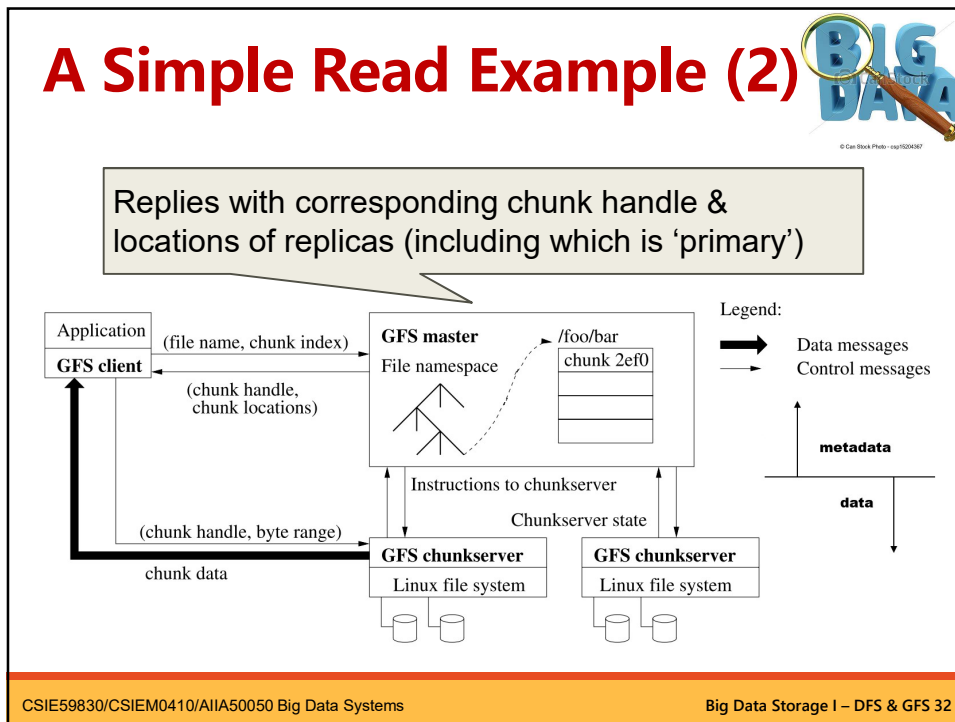 A Simple Read Example (2)
BIG
DATA
© Can Stock Photo - csp15204367
Replies with corresponding chunk handle &
locations of replicas (including which is ‘primary’)
Application
GFS client
(file name, chunk index)
(chunk handle,
chunk locations)
GFS master
File namespace
/foo/bar
chunk 2ef0
Legend:
Data messages
Control messages
metadata
data
Instructions to chunkserver
Chunkserver state
(chunk handle, byte range)
chunk data
GFS chunkserver
Linux file system
GFS chunkserver
Linux file system
CSIE59830/CSIEM0410/AIIA50050 Big Data Systems
Big Data Storage I – DFS & GFS 32